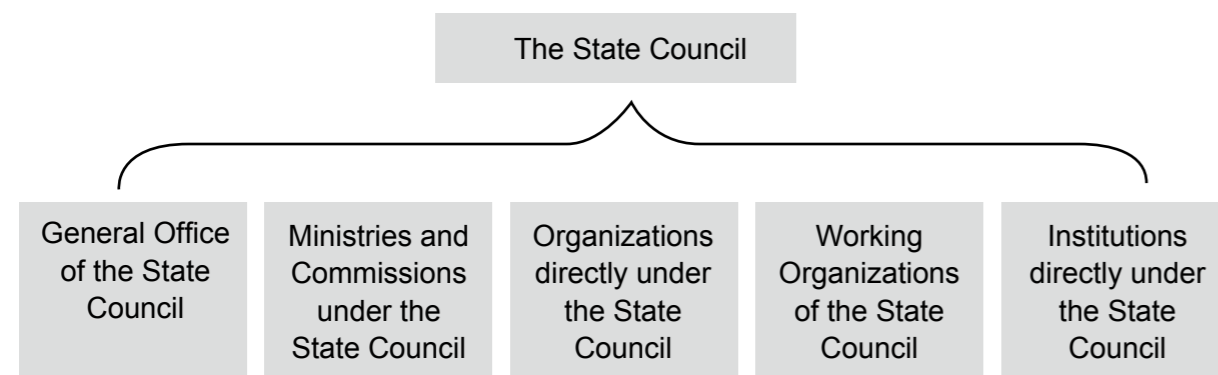 The State Council
General Office
of the State
Council
Ministries and
Commissions
under the
State Council
Organizations
directly under
the State
Council
Working
Organizations
of the State
Council
Institutions
directly under
the State
Council